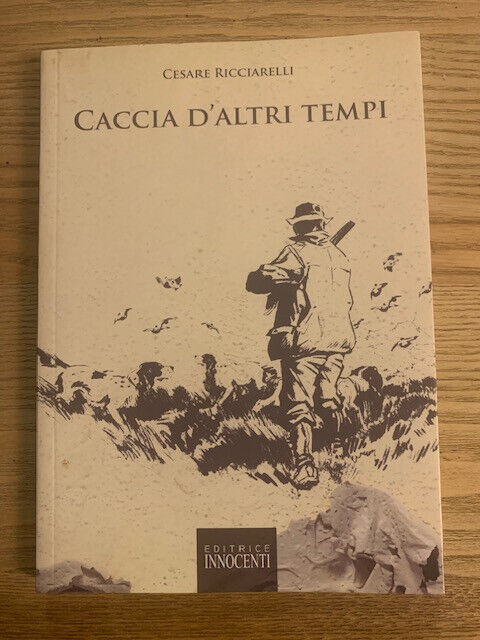 CESARE RICCIARELLI
CACCIA D'ALTRI TEMPI
EDITRICE
INNOCENTI